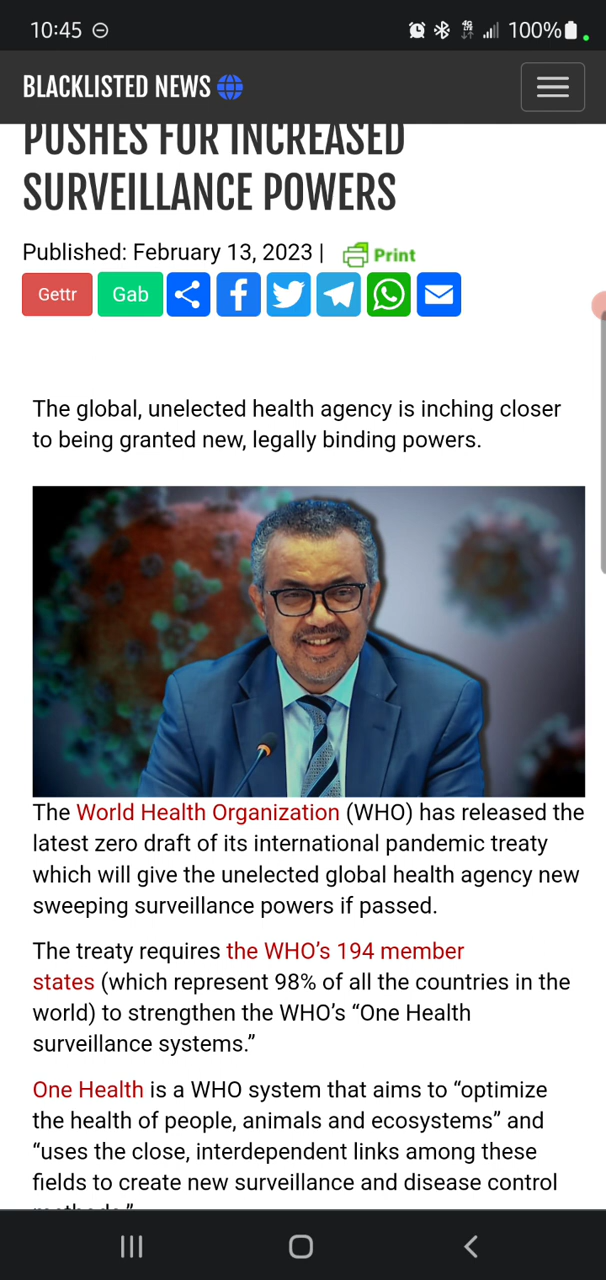 10:45
4G
100%
BLACKLISTED NEWS
PUSHES FOR INCREASED
SURVEILLANCE POWERS
Published: February 13, 2023 | Print
Gettr Gab
The global, unelected health agency is inching closer
to being granted new, legally binding powers.
The World Health Organization (WHO) has released the
latest zero draft of its international pandemic treaty
which will give the unelected global health agency new
sweeping surveillance powers if passed.
The treaty requires the WHO’s 194 member
states (which represent 98% of all the countries in the
world) to strengthen the WHO’s “One Health
surveillance systems.”
One Health is a WHO system that aims to “optimize
the health of people, animals and ecosystems” and
“uses the close, interdependent links among these
fields to create new surveillance and disease control